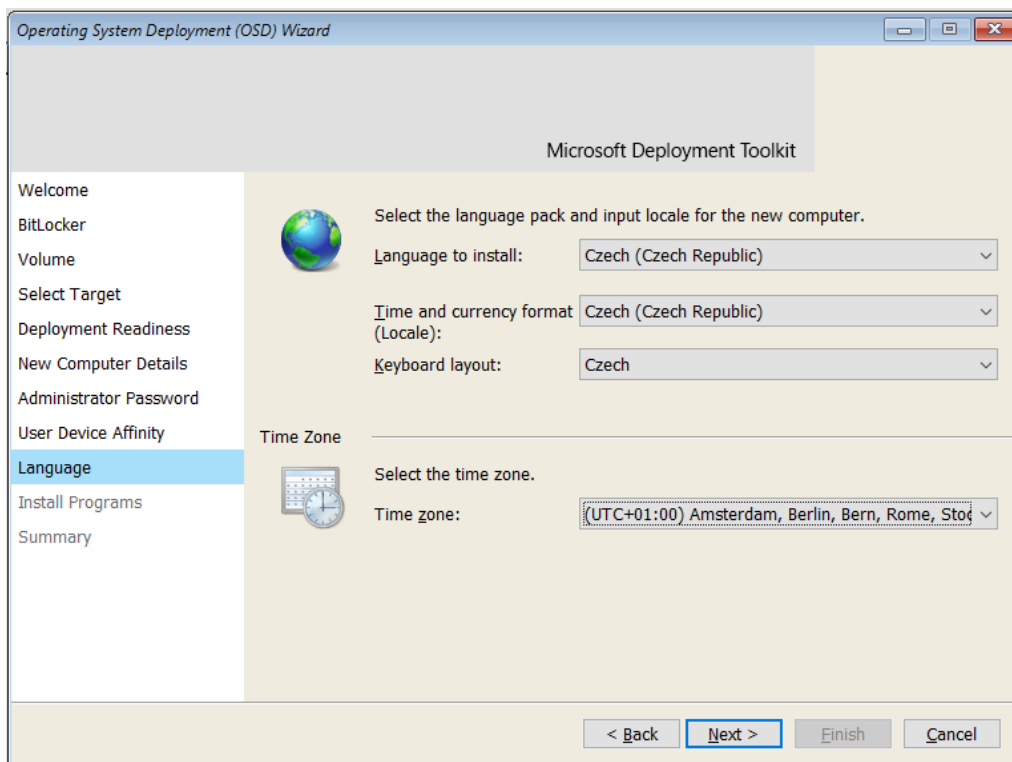 Operating System Deployment (OSD) Wizard
Microsoft Deployment Toolkit
Welcome
BitLocker
Volume
Select Target
Deployment Readiness
New Computer Details
Administrator Password
User Device Affinity
Language
Install Programs
Summary
Select the language pack and input locale for the new computer.
Language to install: Czech (Czech Republic)
Time and currency format Czech (Czech Republic)
(Locale):
Keyboard layout: Czech
Time Zone
Select the time zone.
Time zone: (UTC+01:00) Amsterdam, Berlin, Bern, Rome, Stoc
< Back Next > Finish Cancel